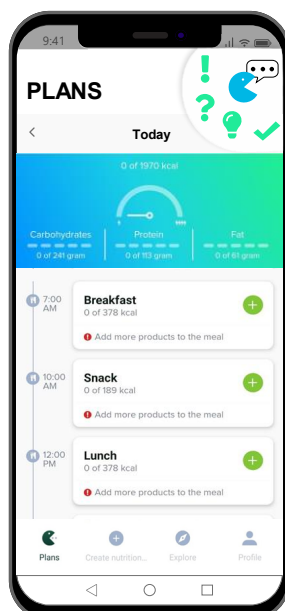 9:41
PLANS
! ?
Today
0 of 1970 kcal
Carbohydrates Protein Fat
0 of 241 gram 0 of 113 gram 0 of 61 gram
7:00 Breakfast
AM 0 of 378 kcal
! Add more products to the meal
10:00 Snack
AM 0 of 189 kcal
! Add more products to the meal
12:00 Lunch
PM 0 of 378 kcal
! Add more products to the meal
Plans Create nutrition... Explore Profile